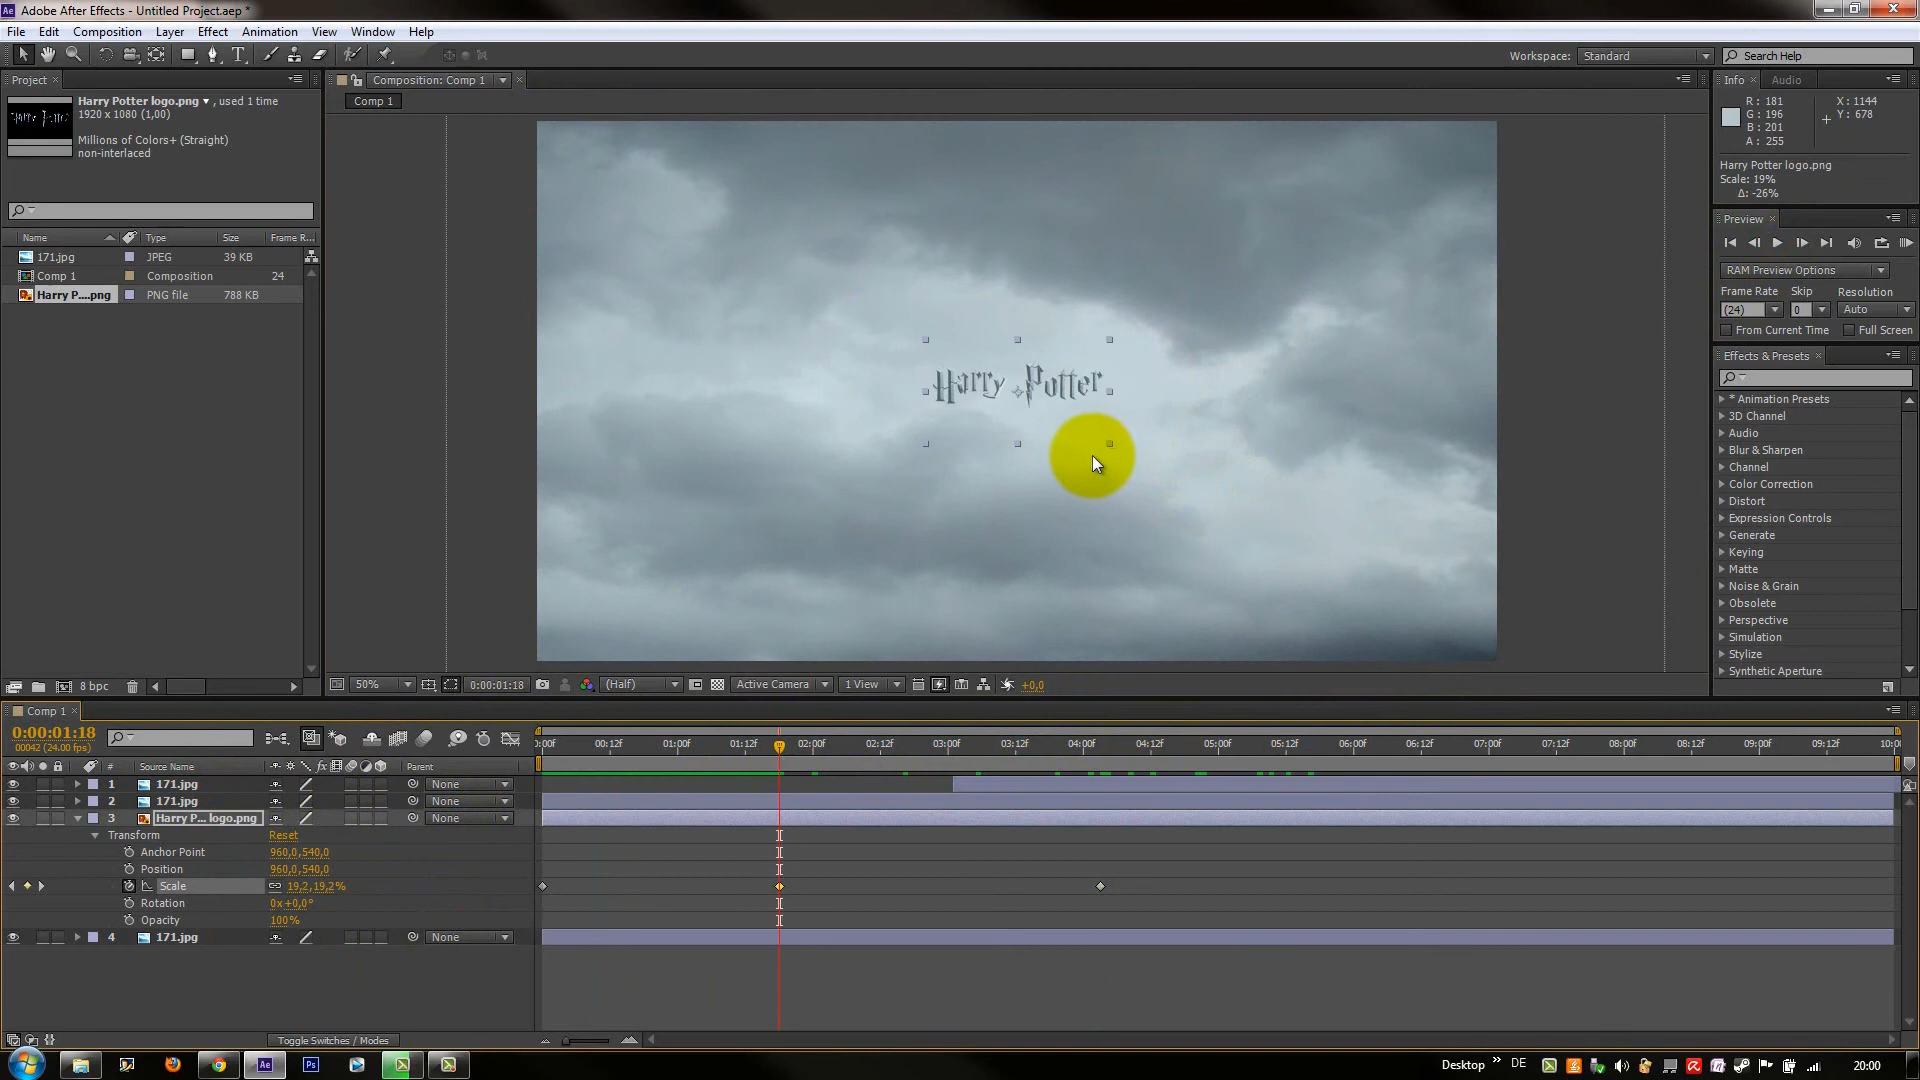 Adobe After Effects - Untitled Project.aep *
File Edit Composition Layer Effect Animation View Window Help
Workspace: Standard Search Help
Project
Composition: Comp 1
Info Audio
Comp 1
Harry Potter logo.png , used 1 time
1920 x 1080 (1,00)
Millions of Colors+ (Straight)
non-interlaced
R: 181
G: 196
B: 201
A: 255
X: 1144
Y: 678
Harry Potter logo.png
Scale: 19%
Δ: -26%
Preview
RAM Preview Options
Frame Rate Skip Resolution
(24) 0 Auto
From Current Time Full Screen
Effects & Presets
* Animation Presets
3D Channel
Audio
Blur & Sharpen
Channel
Color Correction
Distort
Expression Controls
Generate
Keying
Matte
Noise & Grain
Obsolete
Perspective
Simulation
Stylize
Synthetic Aperture
Name Type Size Frame R...
171.jpg JPEG 39 KB
Comp 1 Composition 24
Harry P....png PNG file 788 KB
Harry Potter
8 bpc
50% 0:00:01:18 (Half) Active Camera 1 View +0,0
Comp 1
0:00:01:18
00042 (24.00 fps)
0:00f 00:12f 01:00f 01:12f 02:00f 02:12f 03:00f 03:12f 04:00f 04:12f 05:00f 05:12f 06:00f 06:12f 07:00f 07:12f 08:00f 08:12f 09:00f 09:12f 10:0
# Source Name fx Parent
1 171.jpg None
2 171.jpg None
3 Harry P... logo.png None
Transform Reset
Anchor Point 960,0,540,0
Position 960,0,540,0
Scale 19,2,19,2%
Rotation 0x+0,0°
Opacity 100%
4 171.jpg None
Toggle Switches / Modes
Ae Ps Desktop » DE 20:00